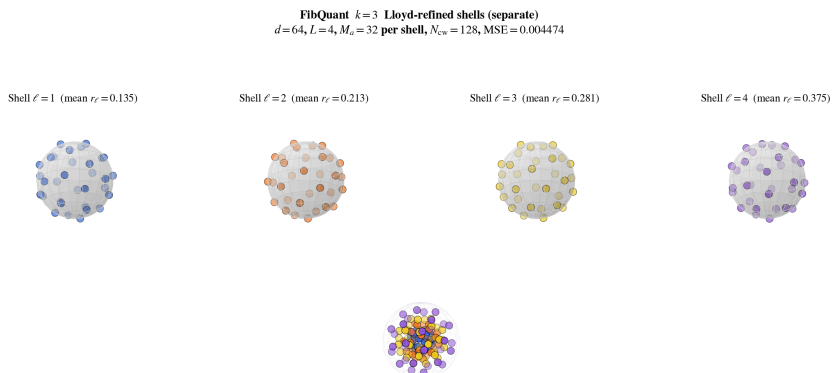 FibQuant k=3 Lloyd-refined shells (separate)
d=64, L=4, Mₐ=32 per shell, N_cw=128, MSE=0.004474
Shell ℓ=1 (mean r_ℓ=0.135)
Shell ℓ=2 (mean r_ℓ=0.213)
Shell ℓ=3 (mean r_ℓ=0.281)
Shell ℓ=4 (mean r_ℓ=0.375)